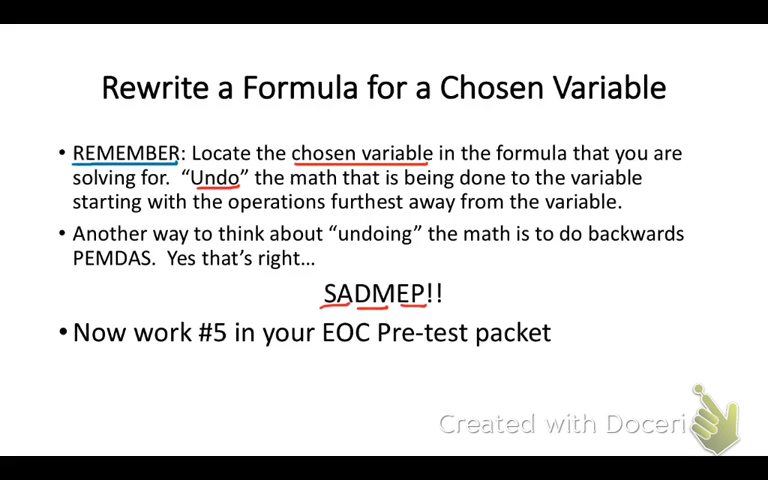 Rewrite a Formula for a Chosen Variable
• REMEMBER: Locate the chosen variable in the formula that you are
solving for. “Undo” the math that is being done to the variable
starting with the operations furthest away from the variable.
• Another way to think about “undoing” the math is to do backwards
PEMDAS. Yes that’s right…
SADMEP!!
• Now work #5 in your EOC Pre-test packet
Created with Doceri